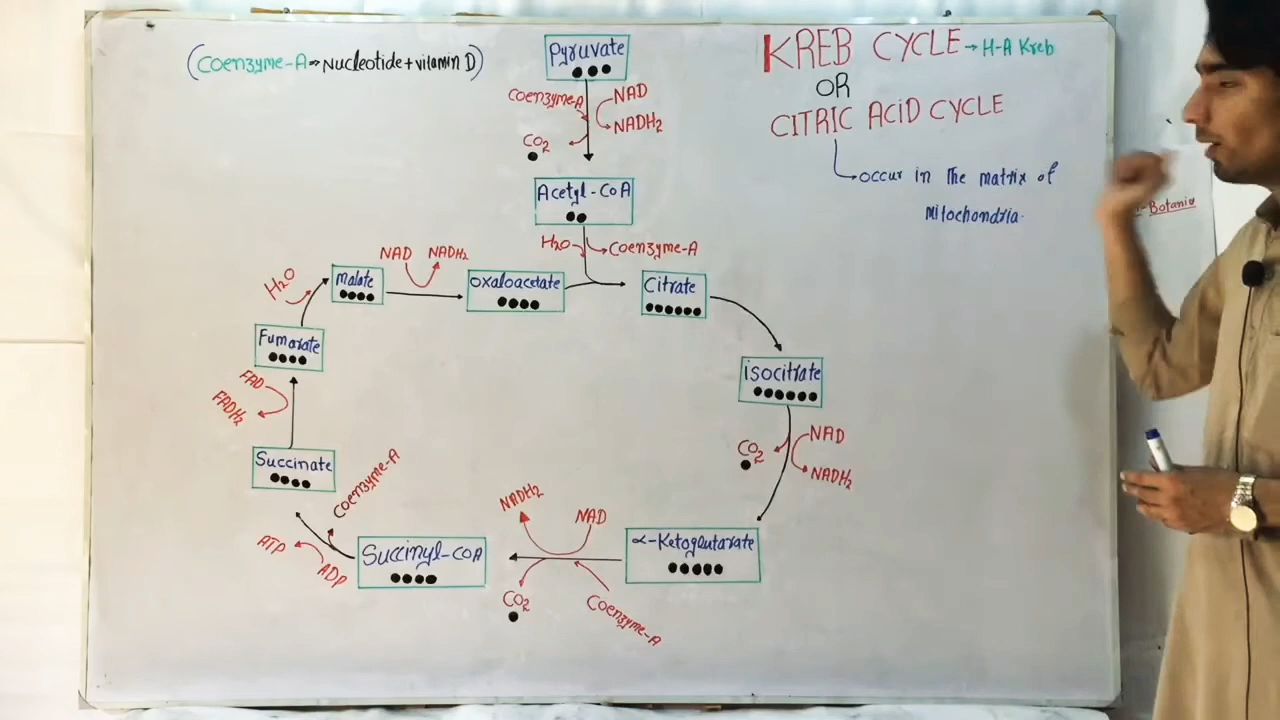 (Coenzyme-A → Nucleotide + vitamin D)
KREB CYCLE → H-A Kreb
OR
CITRIC ACID CYCLE
occur in the matrix of
Mitochondria.
Pyruvate
Coenzyme-A
NAD
NADH₂
CO₂
Acetyl-CoA
H₂O
Coenzyme-A
Oxaloacetate
Citrate
isocitrate
NAD
NADH₂
CO₂
α-Ketoglutarate
NAD
NADH₂
CO₂
Coenzyme-A
Succinyl-CoA
Coenzyme-A
ADP
ATP
Succinate
FAD
FADH₂
Fumarate
H₂O
Malate
NAD
NADH₂